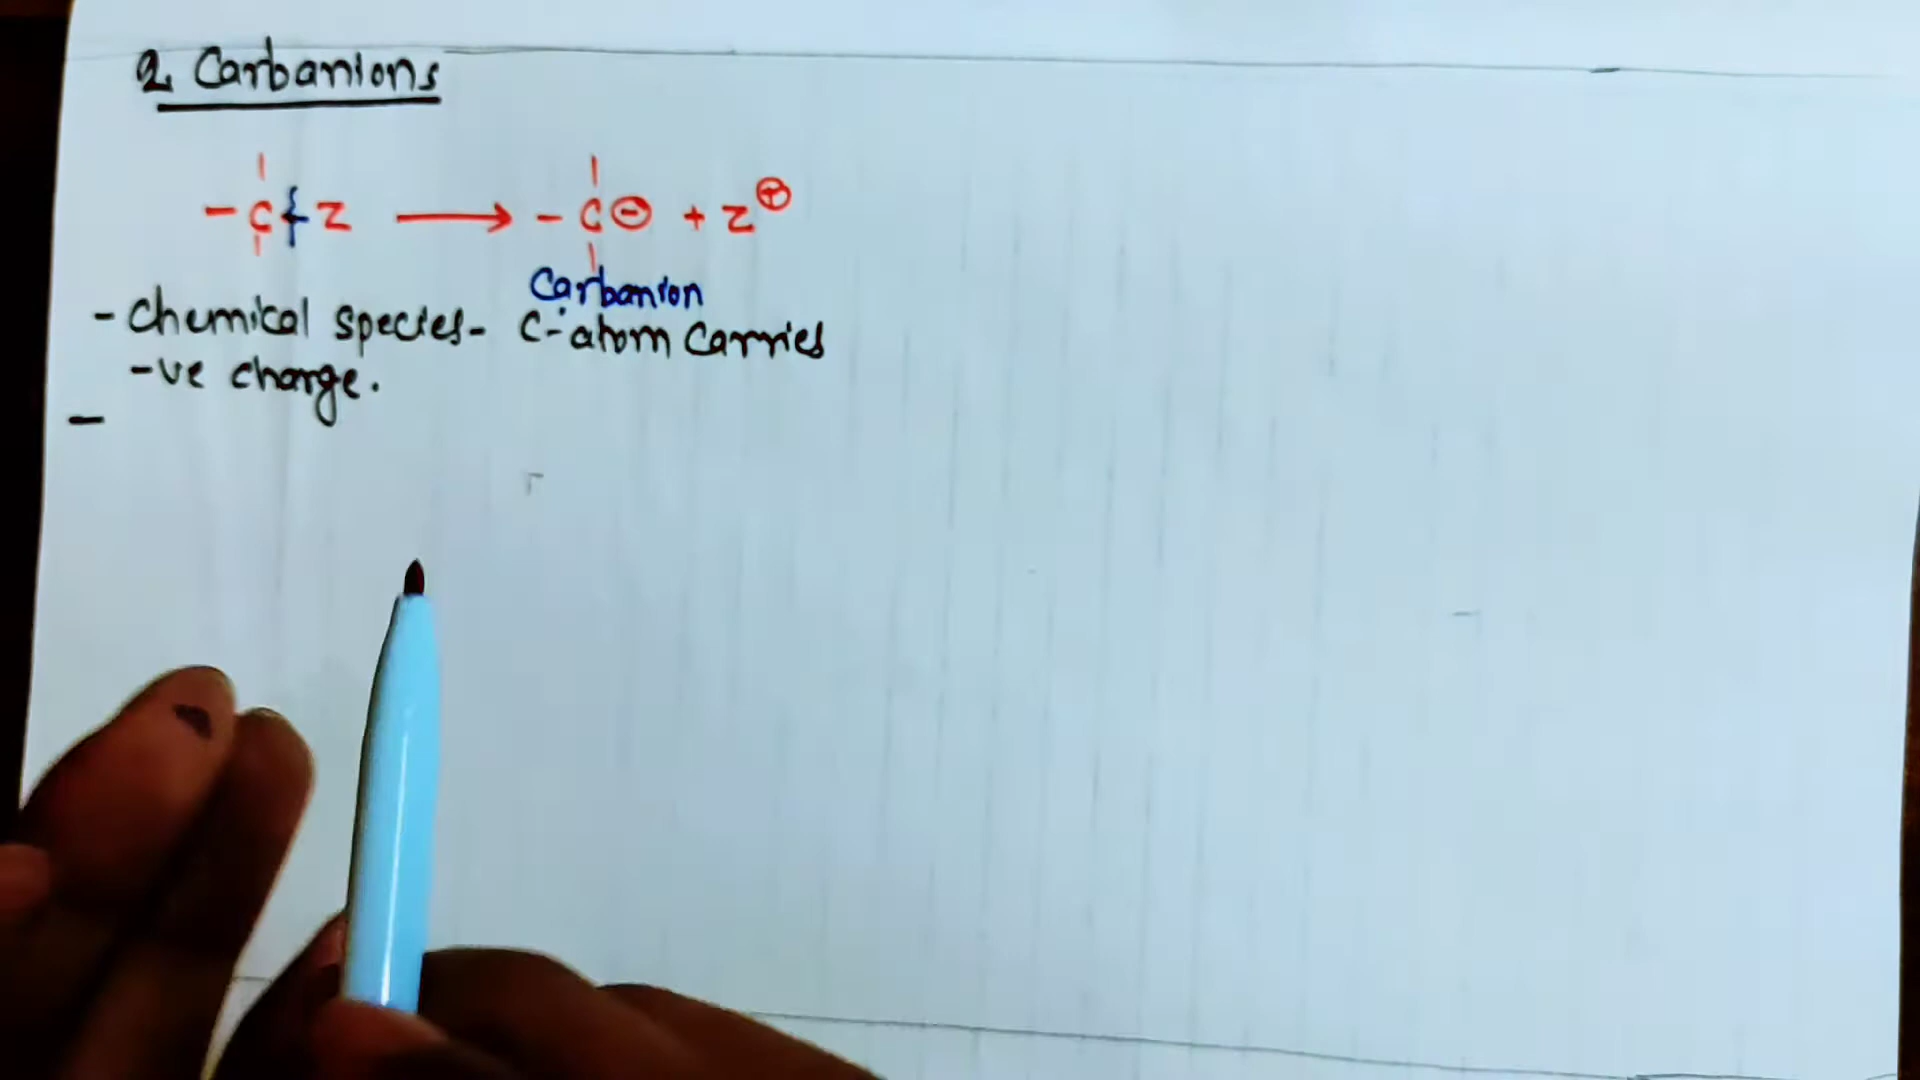 2. Carbanions
- C { Z → - C ⊖ + Z ⊕
Carbanion
- Chemical species - C-atom carries
-ve charge.
-